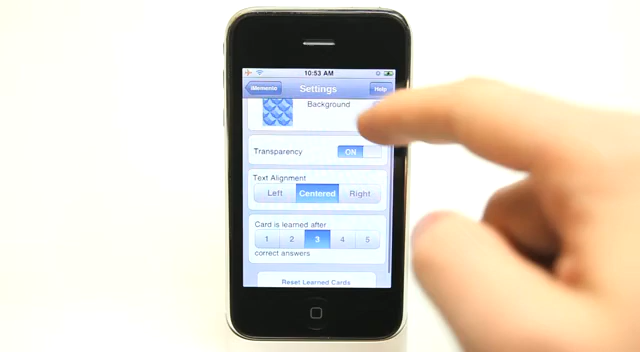 10:53 AM
iMemento
Settings
Help
Background
Transparency
ON
Text Alignment
Left
Centered
Right
Card is learned after
1 2 3 4 5
correct answers
Reset Learned Cards